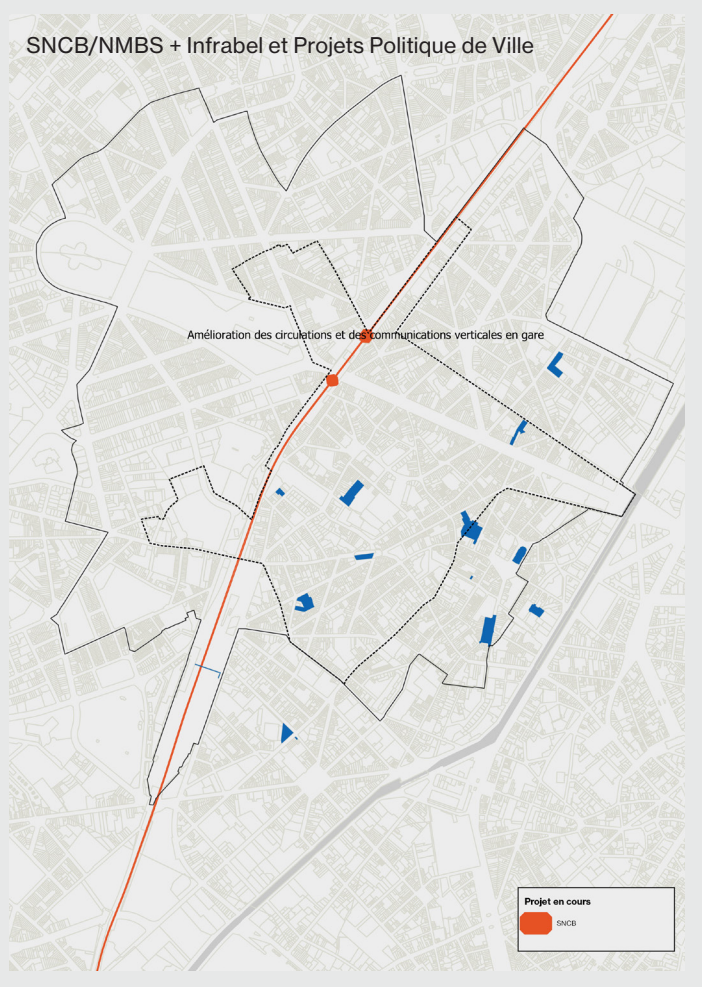 SNCB/NMBS + Infrabel et Projets Politique de Ville
Amélioration des circulations et des communications verticales en gare
Projet en cours
SNCB